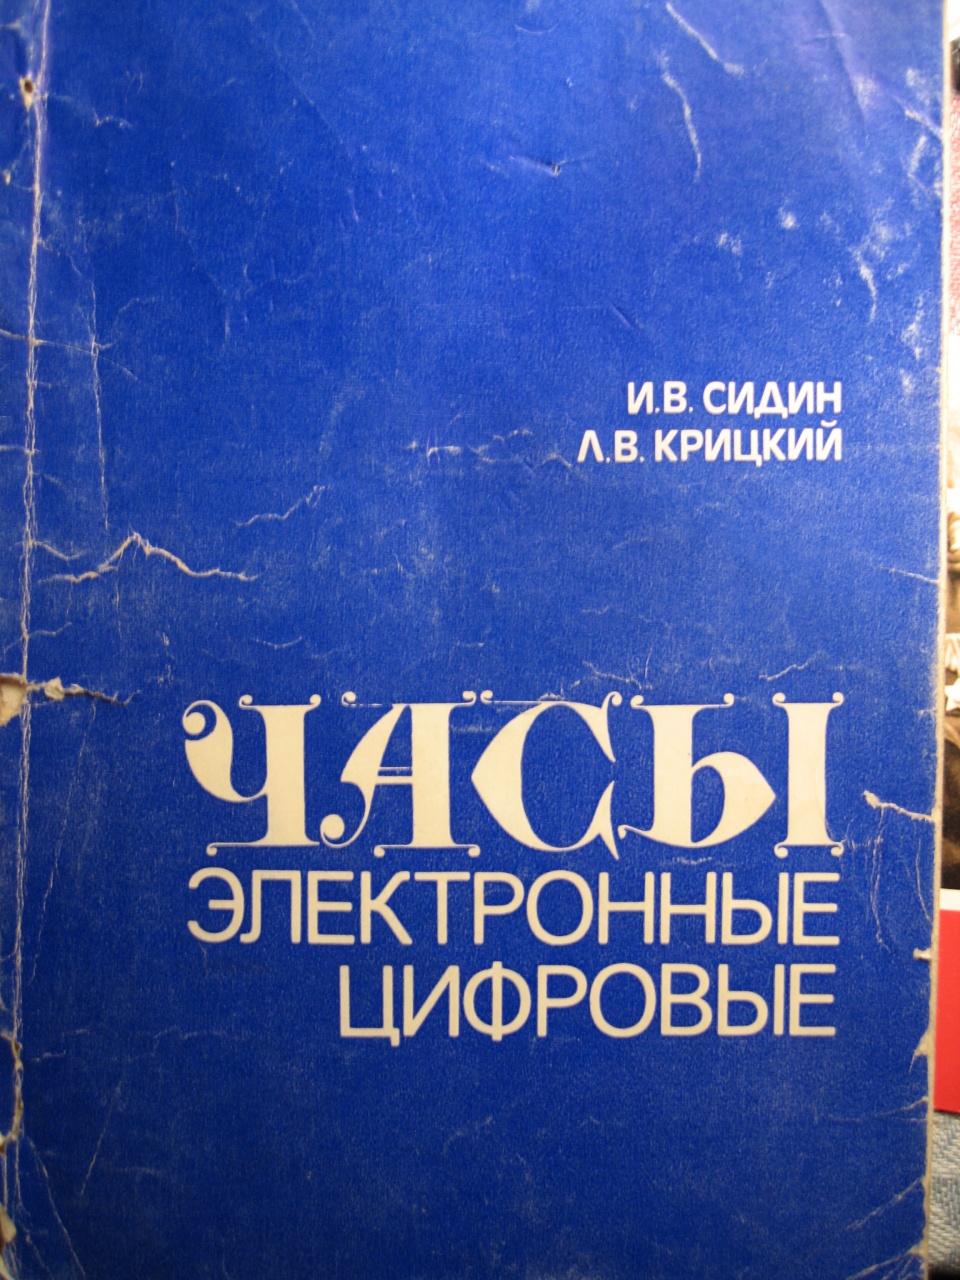 И.В. СИДИН
Л.В. КРИЦКИЙ
ЧАСЫ
ЭЛЕКТРОННЫЕ
ЦИФРОВЫЕ